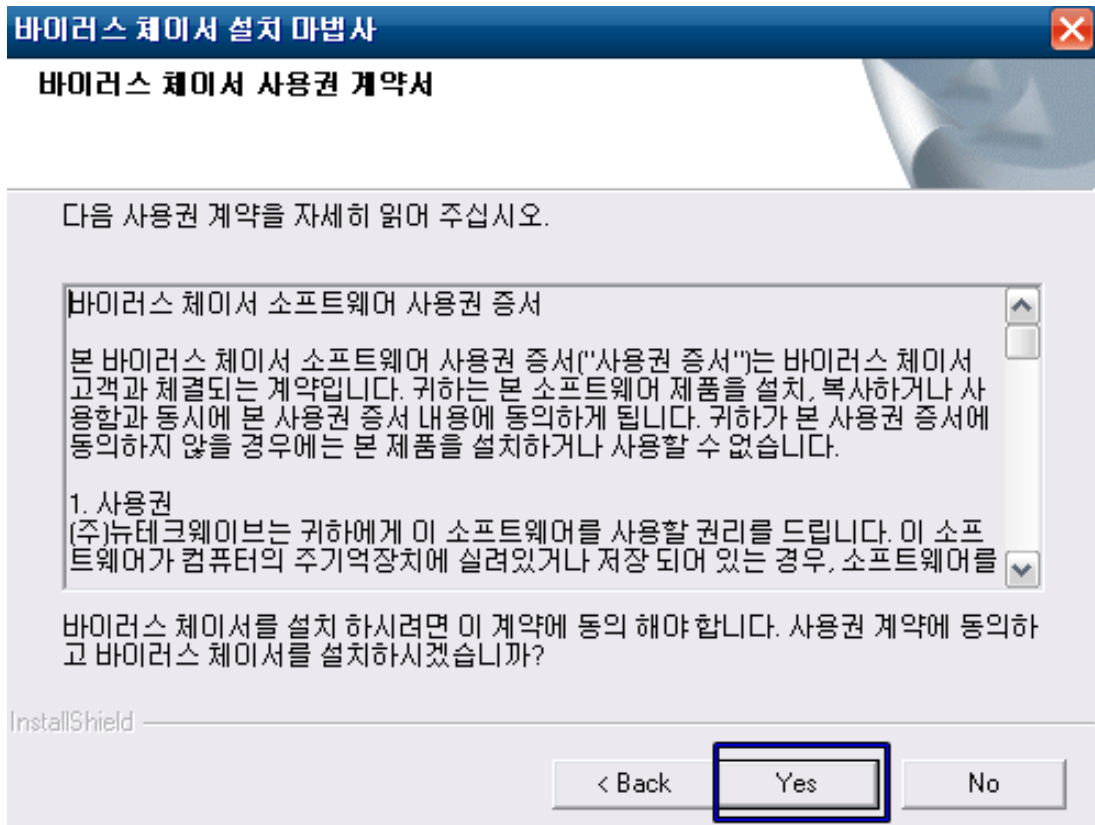 바이러스 체이서 설치 마법사
바이러스 체이서 사용권 계약서
다음 사용권 계약을 자세히 읽어 주십시오.
바이러스 체이서 소프트웨어 사용권 증서
본 바이러스 체이서 소프트웨어 사용권 증서("사용권 증서")는 바이러스 체이서
고객과 체결되는 계약입니다. 귀하는 본 소프트웨어 제품을 설치, 복사하거나 사
용함과 동시에 본 사용권 증서 내용에 동의하게 됩니다. 귀하가 본 사용권 증서에
동의하지 않을 경우에는 본 제품을 설치하거나 사용할 수 없습니다.
1. 사용권
(주)뉴테크웨이브는 귀하에게 이 소프트웨어를 사용할 권리를 드립니다. 이 소프
트웨어가 컴퓨터의 주기억장치에 실려있거나 저장 되어 있는 경우, 소프트웨어를
바이러스 체이서를 설치 하시려면 이 계약에 동의 해야 합니다. 사용권 계약에 동의하
고 바이러스 체이서를 설치하시겠습니까?
InstallShield
< Back Yes No